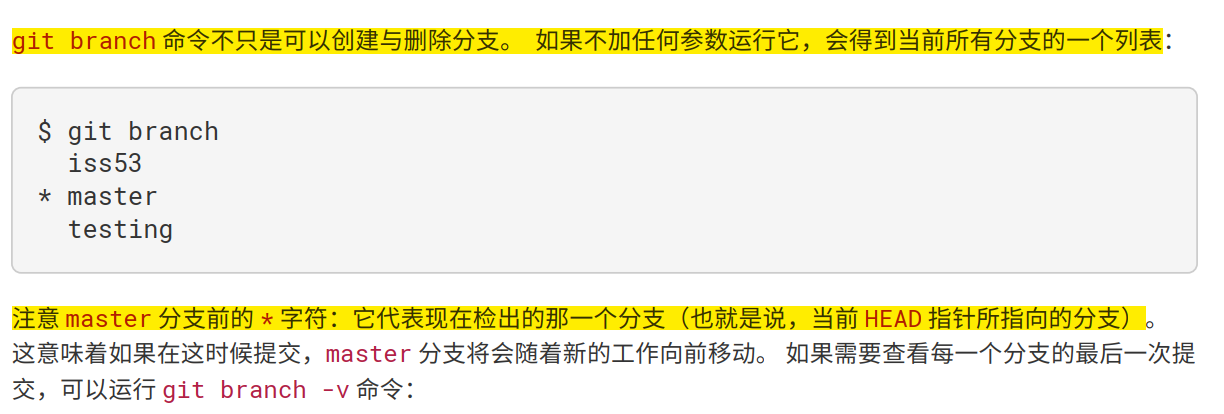 git branch 命令不只是可以创建与删除分支。 如果不加任何参数运行它，会得到当前所有分支的一个列表：
$ git branch
  iss53
* master
  testing
注意 master 分支前的 * 字符：它代表现在检出的那一个分支（也就是说，当前 HEAD 指针所指向的分支）。
这意味着如果在这时候提交，master 分支将会随着新的工作向前移动。 如果需要查看每一个分支的最后一次提
交，可以运行 git branch -v 命令：